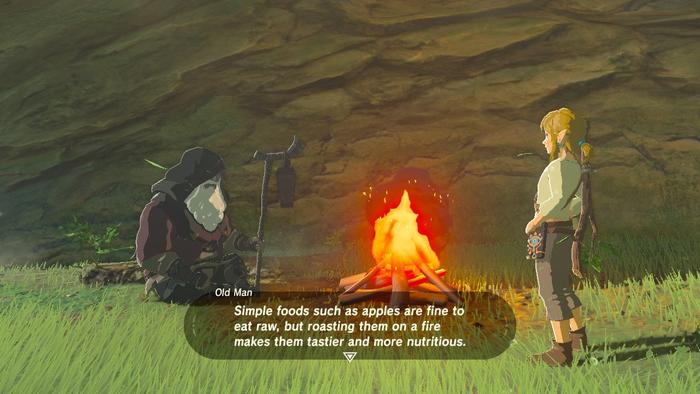 Old Man
Simple foods such as apples are fine to
eat raw, but roasting them on a fire
makes them tastier and more nutritious.